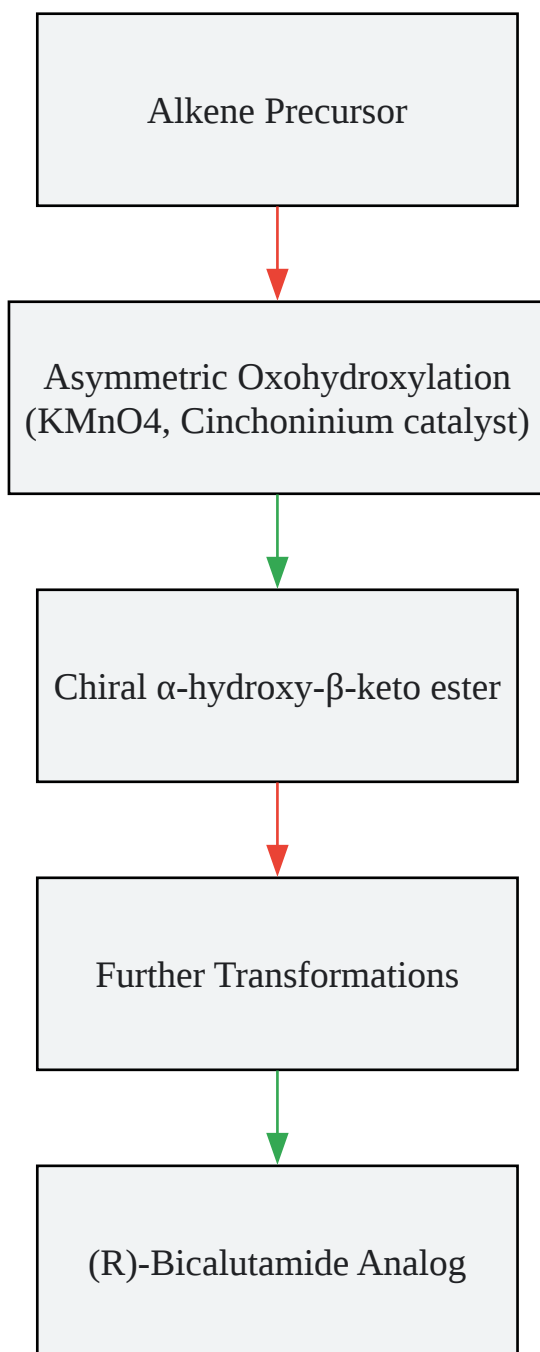 Alkene Precursor
Asymmetric Oxohydroxylation
(KMnO4, Cinchoninium catalyst)
Chiral α-hydroxy-β-keto ester
Further Transformations
(R)-Bicalutamide Analog